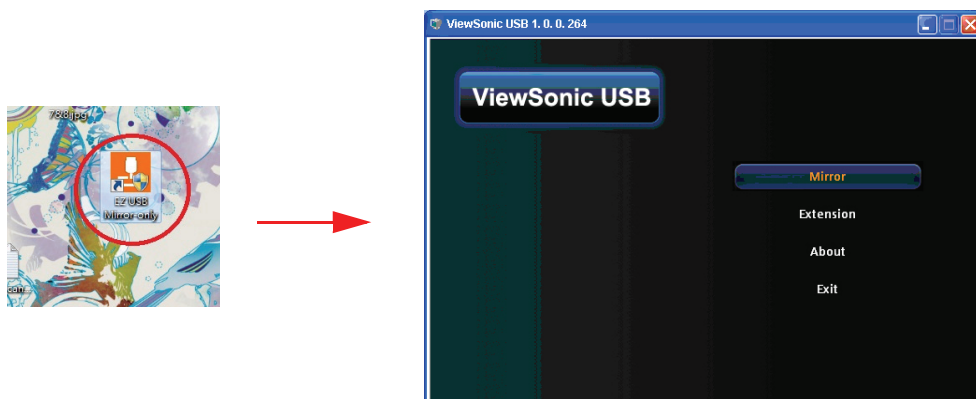 78.8.jpg
EZ USB
Mirror-only
ViewSonic USB 1. 0. 0. 264
ViewSonic USB
Mirror
Extension
About
Exit